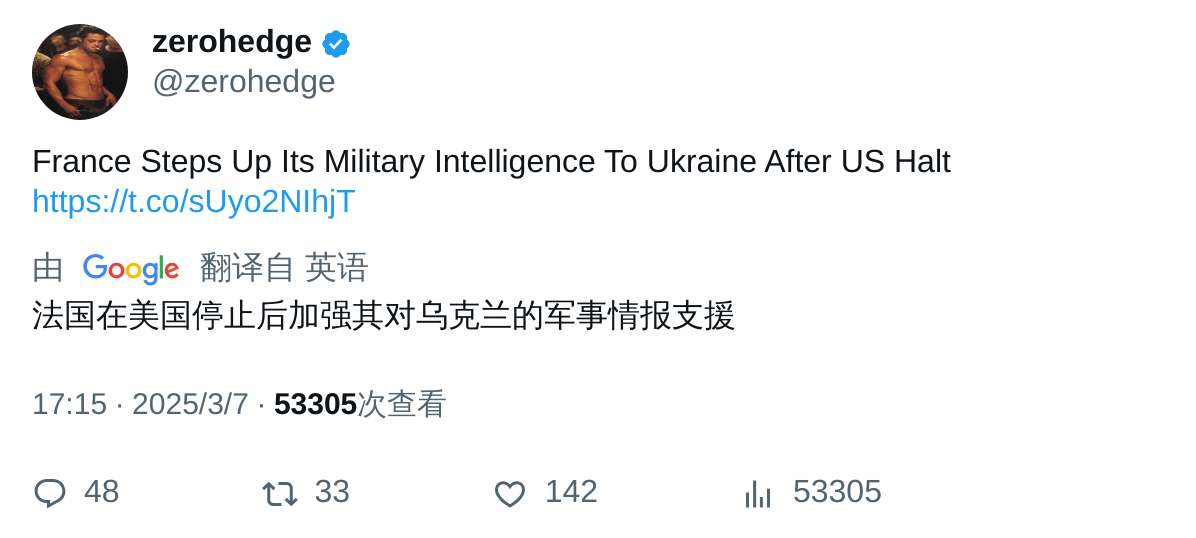 zerohedge
@zerohedge
France Steps Up Its Military Intelligence To Ukraine After US Halt
https://t.co/sUyo2NIhjT
由 Google 翻译自 英语
法国在美国停止后加强其对乌克兰的军事情报支援
17:15 · 2025/3/7 · 53305次查看
48 33 142 53305